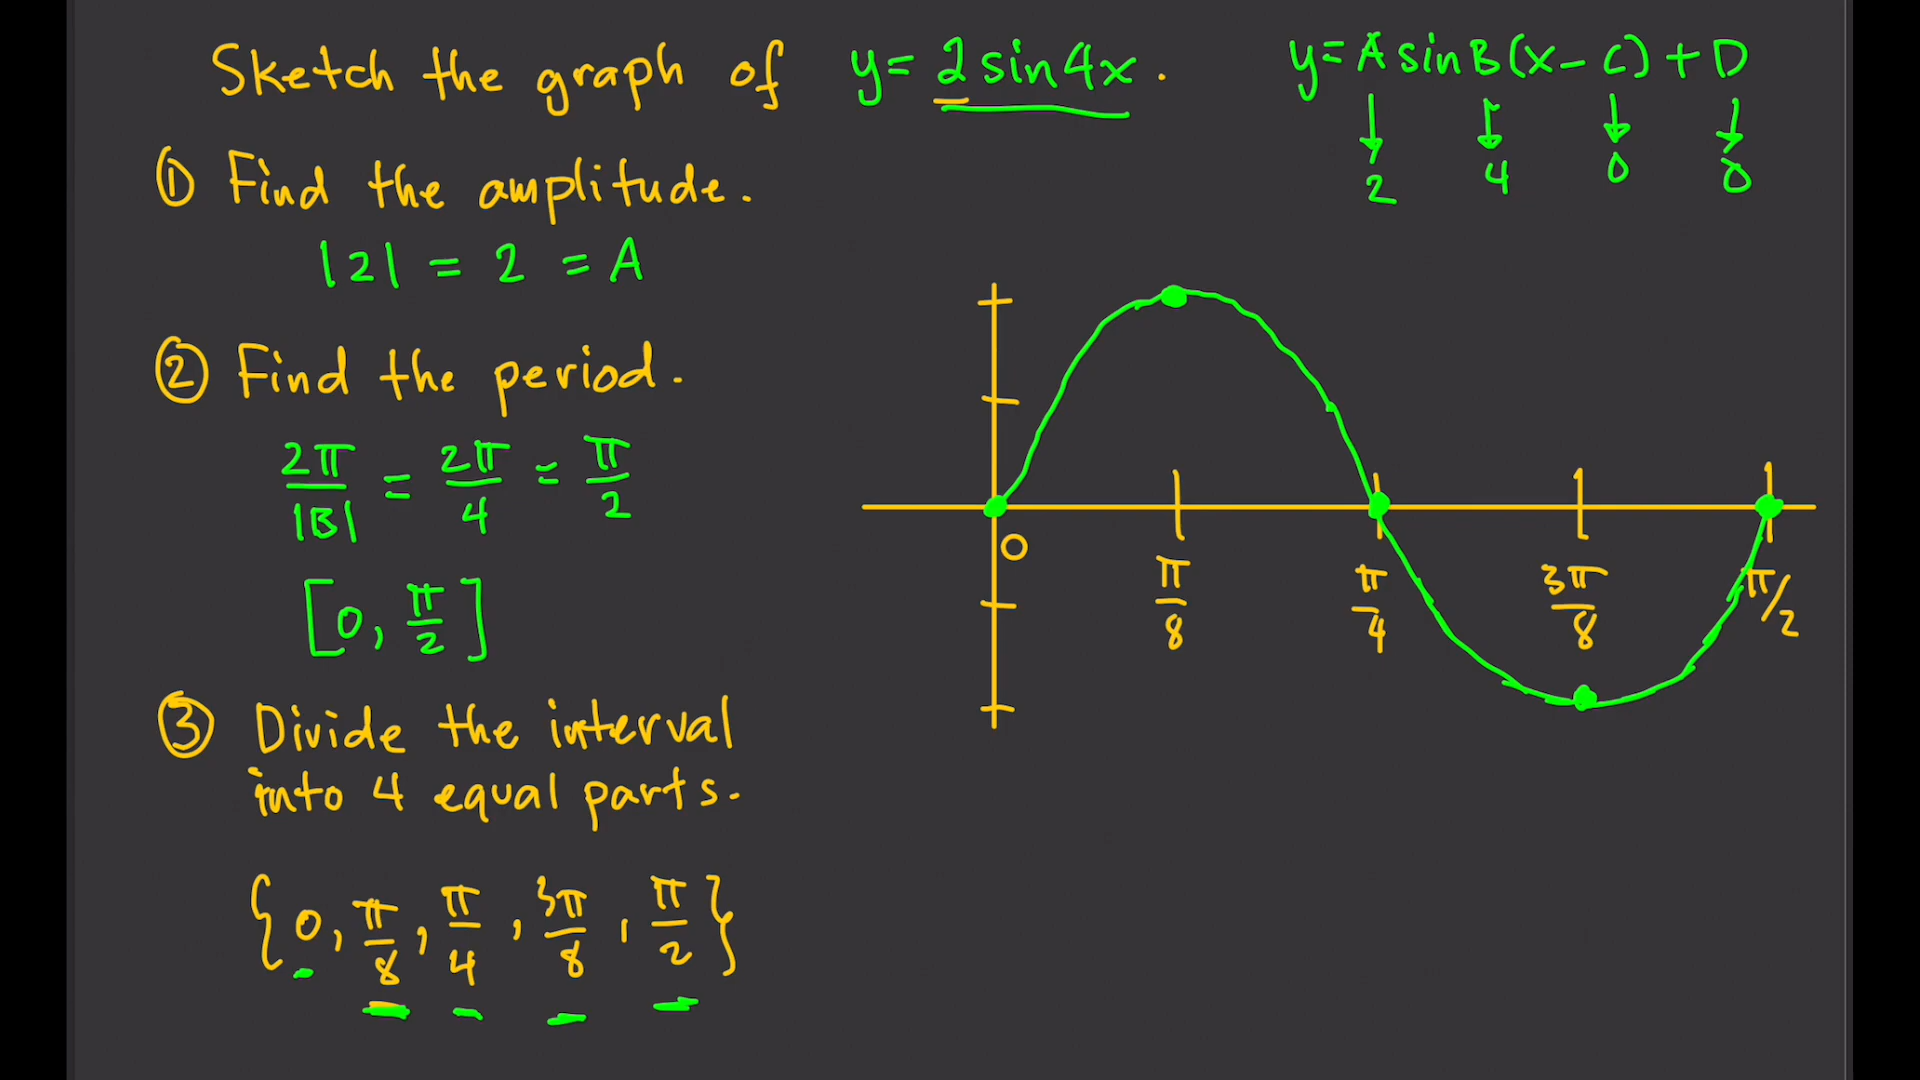 Sketch the graph of y = 2 sin 4x.
y = A sin B (x - c) + D
↓ ↓ ↓ ↓
2 4 0 0
① Find the amplitude.
|2| = 2 = A
② Find the period.
2π/|B| = 2π/4 = π/2
[0, π/2]
③ Divide the interval
into 4 equal parts.
{0, π/8, π/4, 3π/8, π/2}
0 π/8 π/4 3π/8 π/2